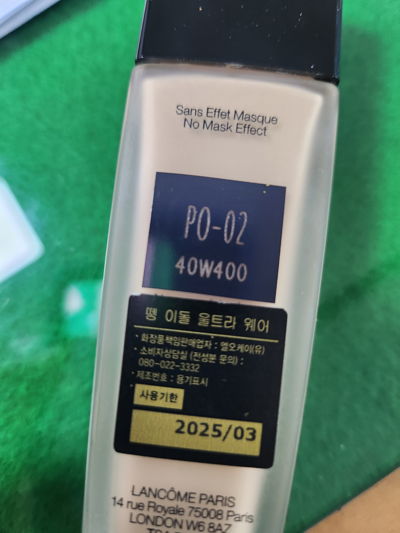 Sans Effet Masque
No Mask Effect
PO-02
40W400
뗑 이돌 울트라 웨어
· 화장품책임판매업자 : 엘오케이(유)
· 소비자상담실 (전성분 문의) :
080-022-3332
· 제조번호 : 용기표시
사용기한
2025/03
LANCÔME PARIS
14 rue Royale 75008 Paris
LONDON W6 8AZ